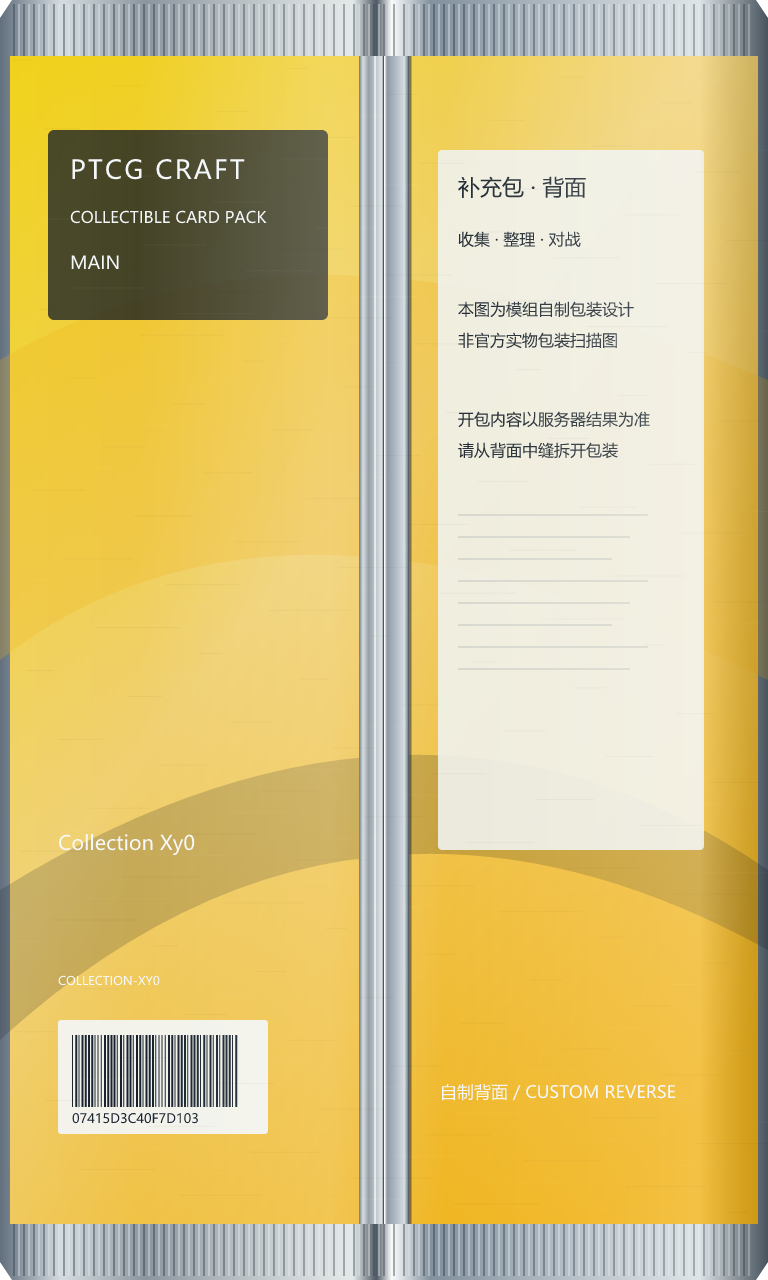 PTCG CRAFT
COLLECTIBLE CARD PACK
MAIN
Collection Xy0
COLLECTION-XY0
07415D3C40F7D103
补充包 · 背面
收集 · 整理 · 对战
本图为模组自制包装设计
非官方实物包装扫描图
开包内容以服务器结果为准
请从背面中缝拆开包装
自制背面 / CUSTOM REVERSE